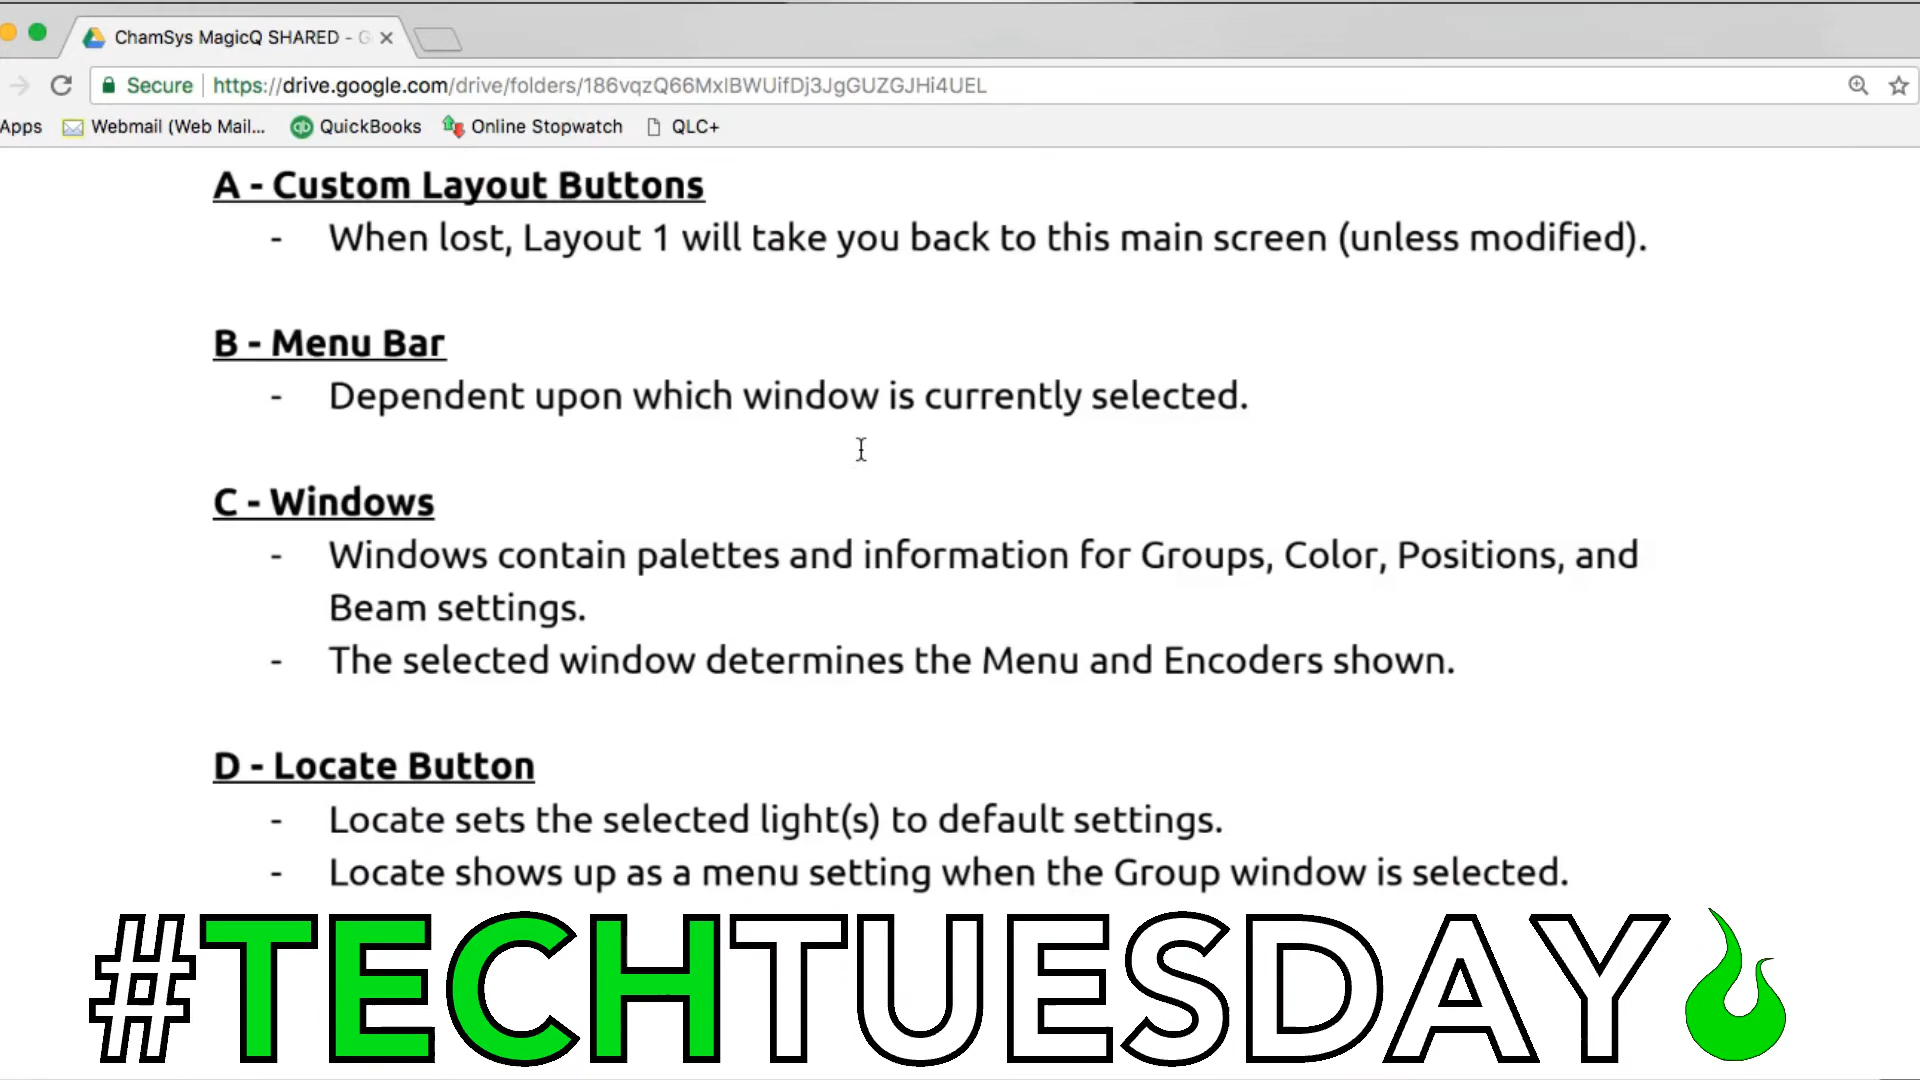 ChamSys MagicQ SHARED - G
Secure https://drive.google.com/drive/folders/186vqzQ66MxIBWUifDj3JgGUZGJHi4UEL
Apps Webmail (Web Mail... QuickBooks Online Stopwatch QLC+
A - Custom Layout Buttons
- When lost, Layout 1 will take you back to this main screen (unless modified).
B - Menu Bar
- Dependent upon which window is currently selected.
C - Windows
- Windows contain palettes and information for Groups, Color, Positions, and
Beam settings.
- The selected window determines the Menu and Encoders shown.
D - Locate Button
- Locate sets the selected light(s) to default settings.
- Locate shows up as a menu setting when the Group window is selected.
#TECHTUESDAY